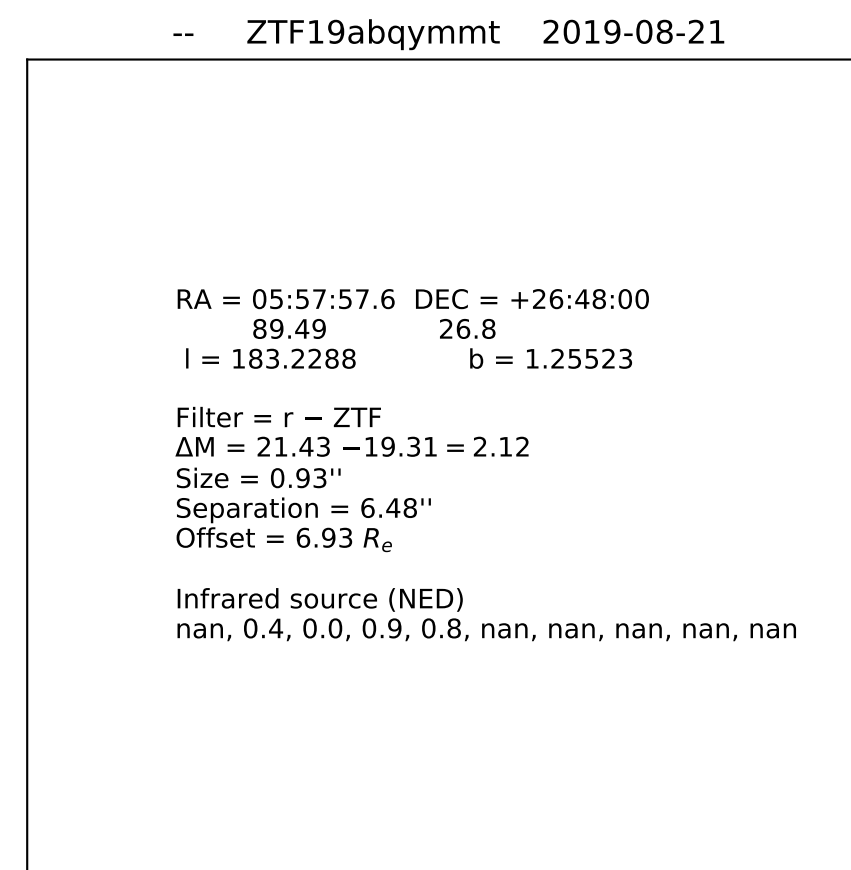 -- ZTF19abqymmt 2019-08-21
RA = 05:57:57.6 DEC = +26:48:00
89.49 26.8
l = 183.2288 b = 1.25523
Filter = r − ZTF
ΔM = 21.43 −19.31 = 2.12
Size = 0.93''
Separation = 6.48''
Offset = 6.93 Re
Infrared source (NED)
nan, 0.4, 0.0, 0.9, 0.8, nan, nan, nan, nan, nan